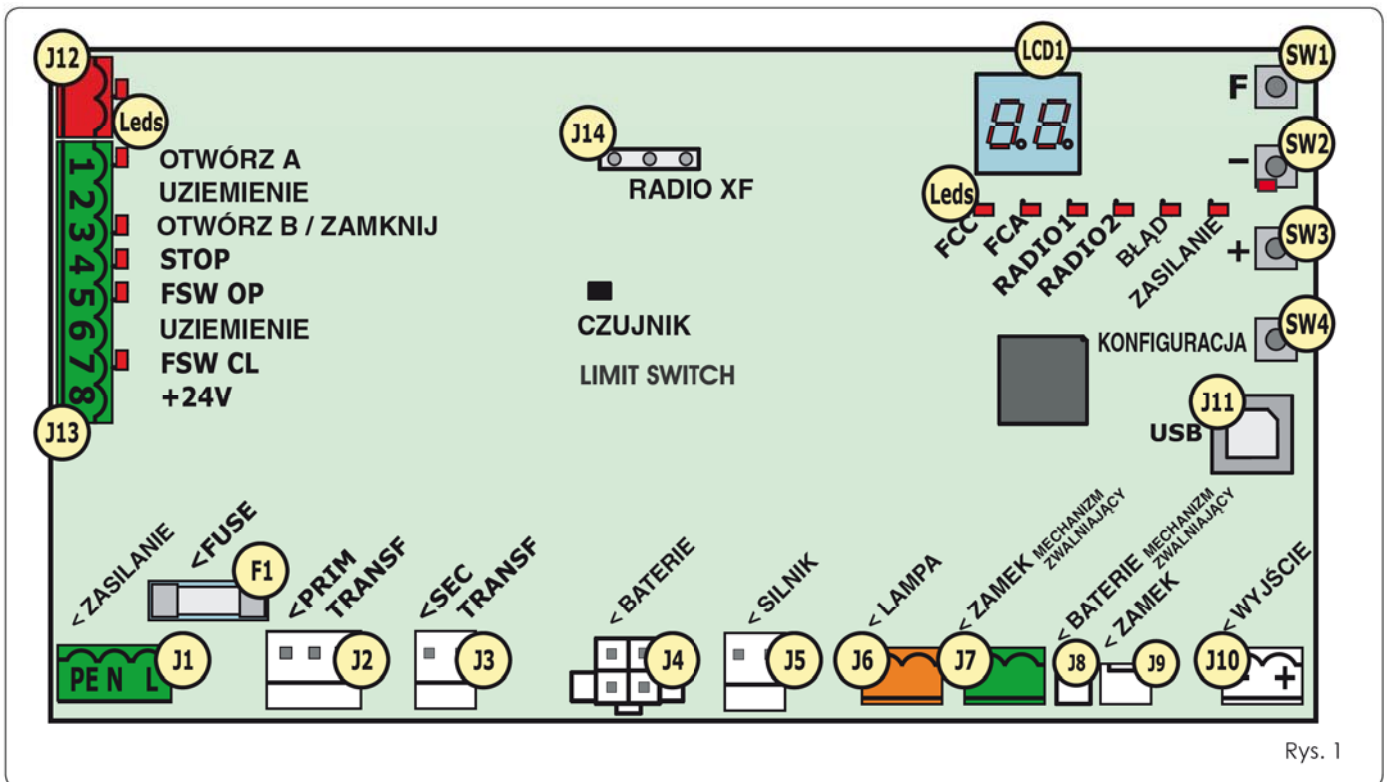 J12
Leds
1
2
3
4
5
6
7
8
J13
OTWÓRZ A
UZIEMIENIE
OTWÓRZ B / ZAMKNIJ
STOP
FSW OP
UZIEMIENIE
FSW CL
+24V
J14
RADIO XF
CZUJNIK
LIMIT SWITCH
LCD1
8.8.
Leds
FCC
FCA
RADIO1
RADIO2
BŁĄD
ZASILANIE
SW1
F
SW2
-
SW3
+
SW4
KONFIGURACJA
J11
USB
< ZASILANIE
<FUSE
F1
<PRIM
TRANSF
<SEC
TRANSF
< BATERIE
< SILNIK
< LAMPA
< ZAMEK MECHANIZM
ZWALNIAJĄCY
< BATERIE MECHANIZM
ZWALNIAJĄCY
< ZAMEK
< WYJŚCIE
PE N L
J1
J2
J3
J4
J5
J6
J7
J8
J9
J10
- +
Rys. 1